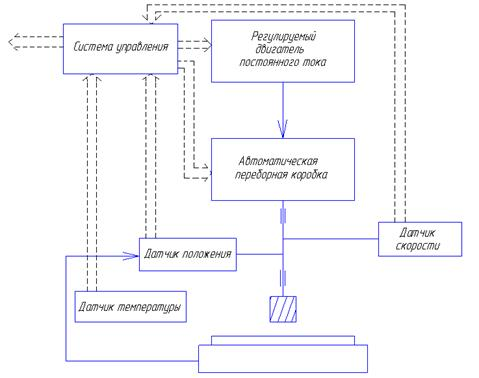 Система управления
Регулируемый
двигатель
постоянного тока
Автоматическая
переборная коробка
Датчик
скорости
Датчик положения
Датчик температуры